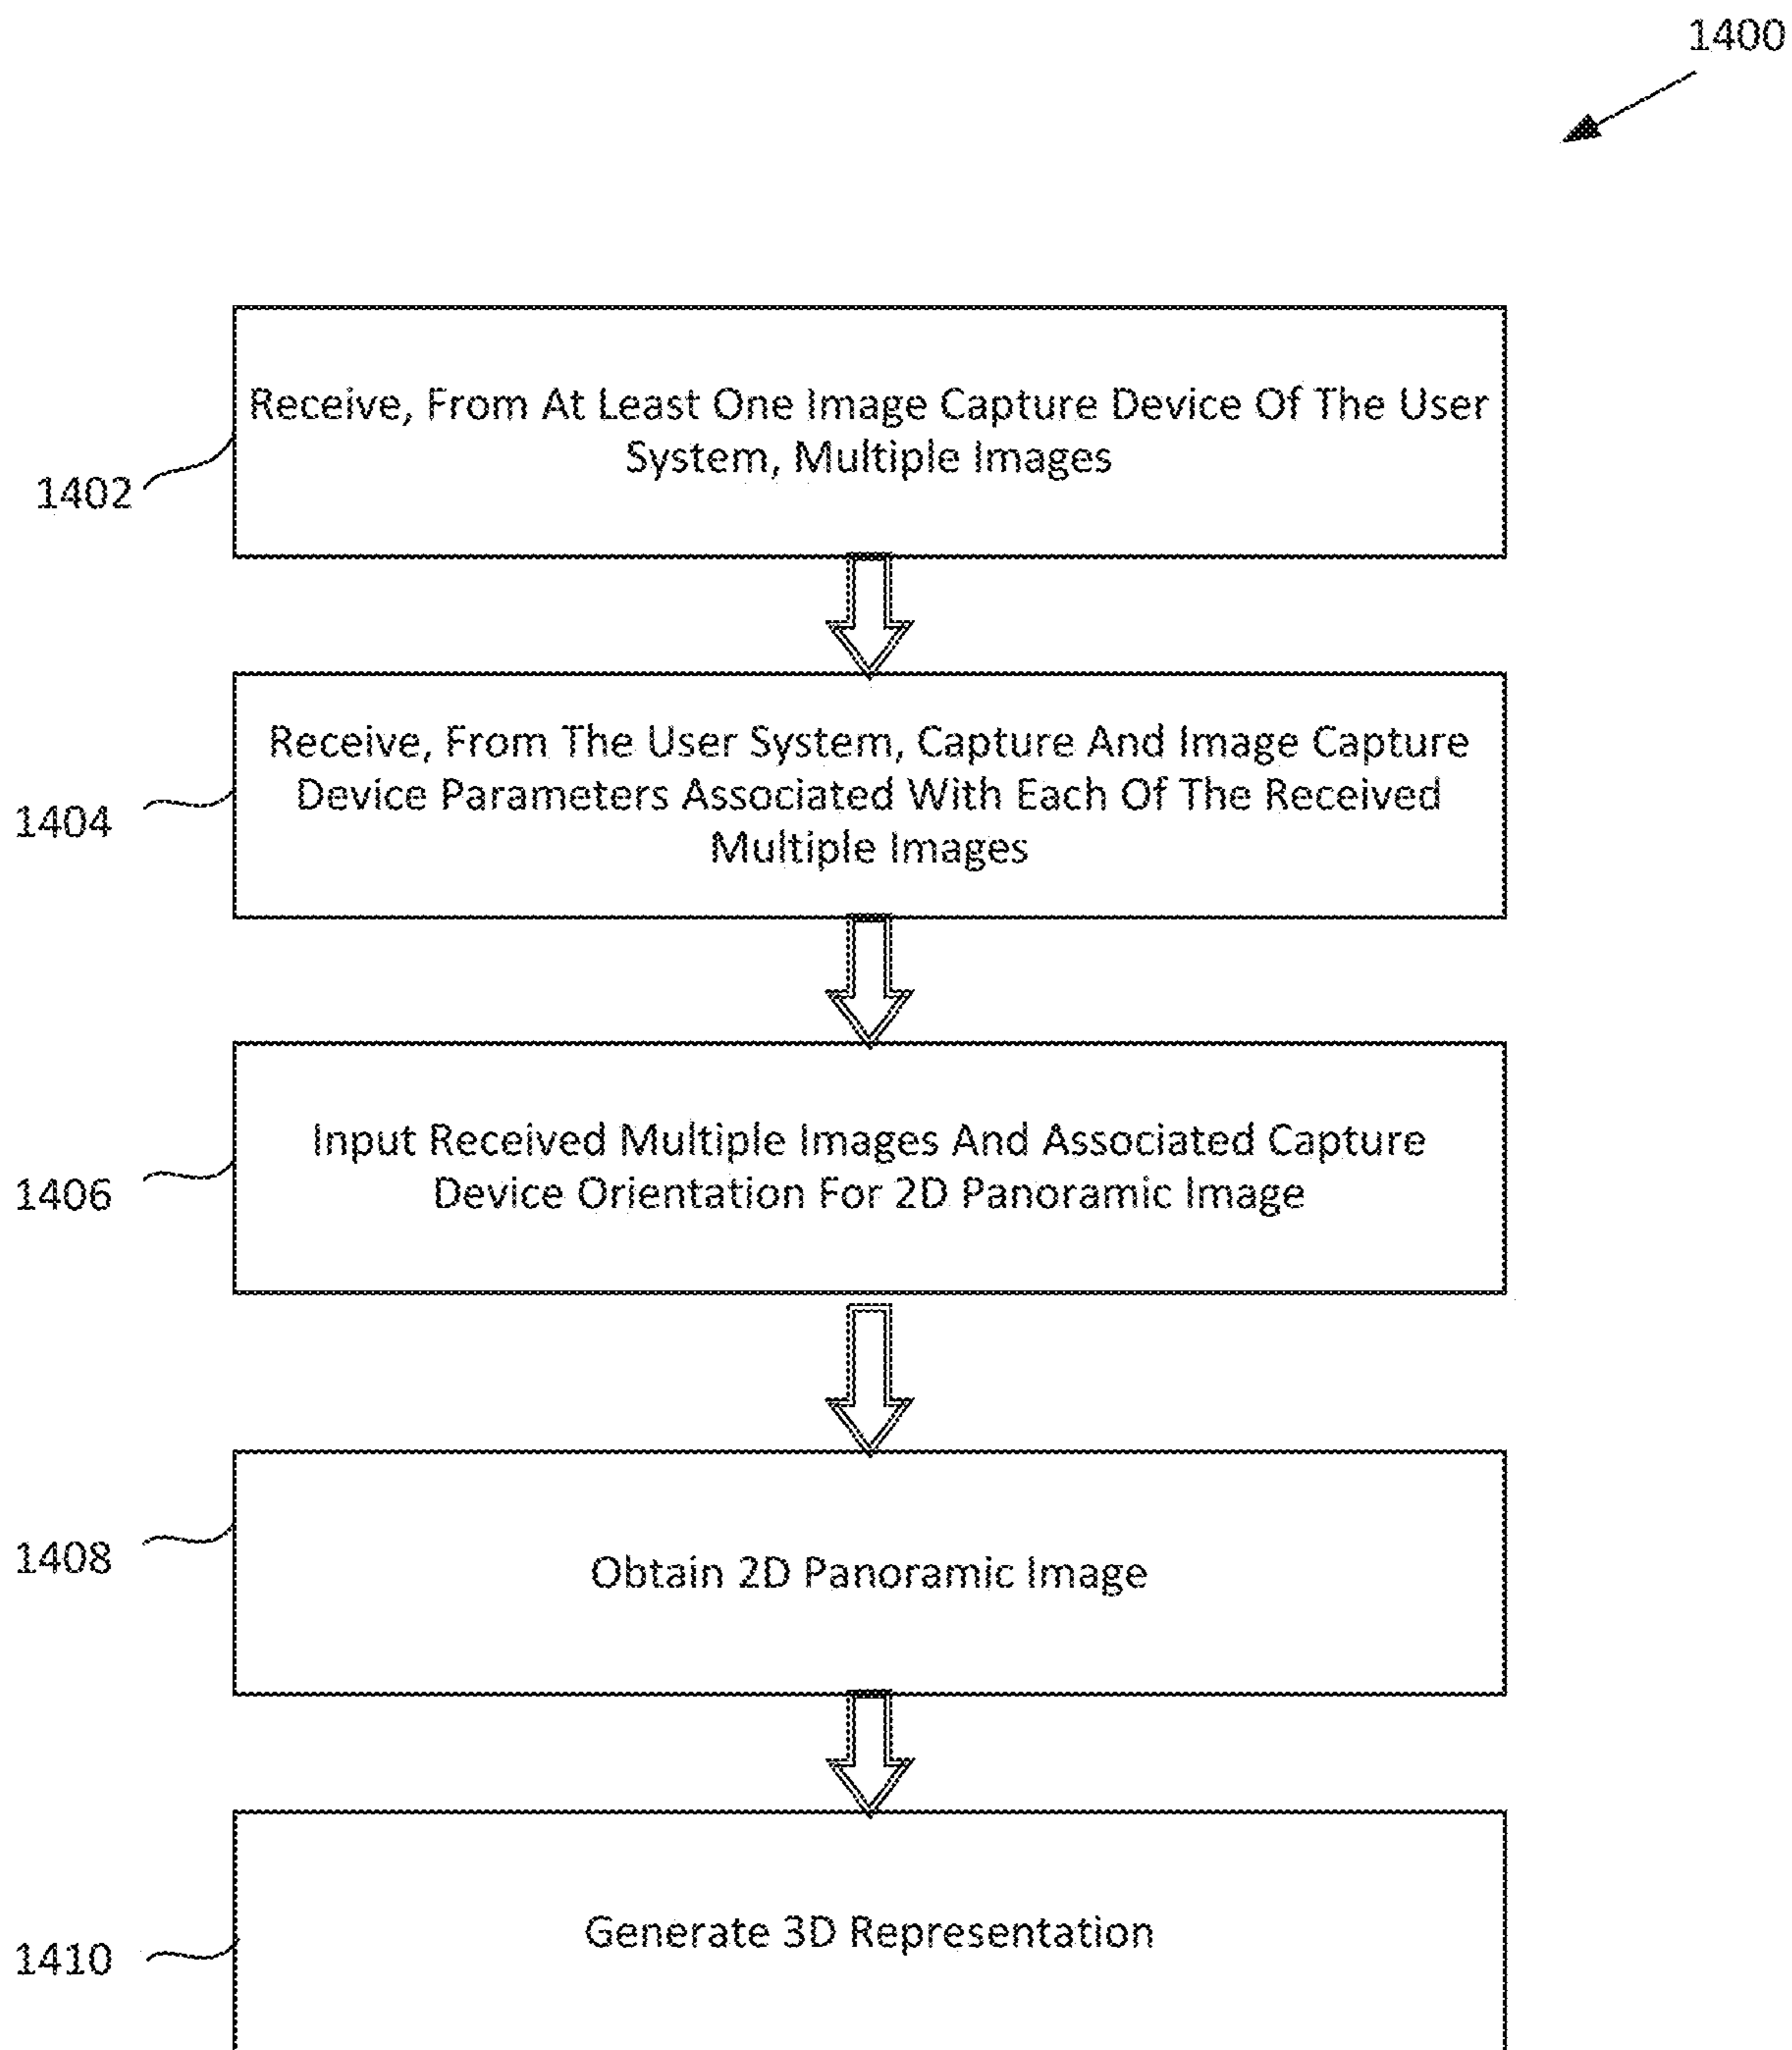 1400
Receive, From At Least One Image Capture Device Of The User
System, Multiple Images
1402
Receive, From The User System, Capture And Image Capture
Device Parameters Associated With Each Of The Received
Multiple Images
1404
Input Received Multiple Images And Associated Capture
Device Orientation For 2D Panoramic Image
1406
Obtain 2D Panoramic Image
1408
Generate 3D Representation
1410